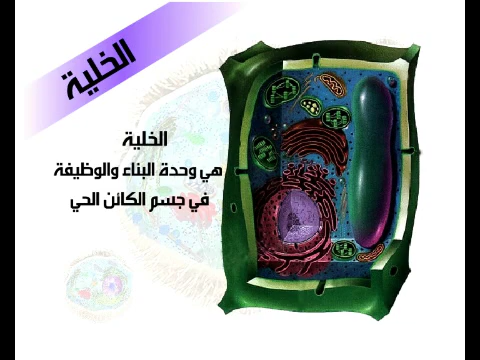 الخلية
الخلية
هي وحدة البناء والوظيفة
في جسم الكائن الحي